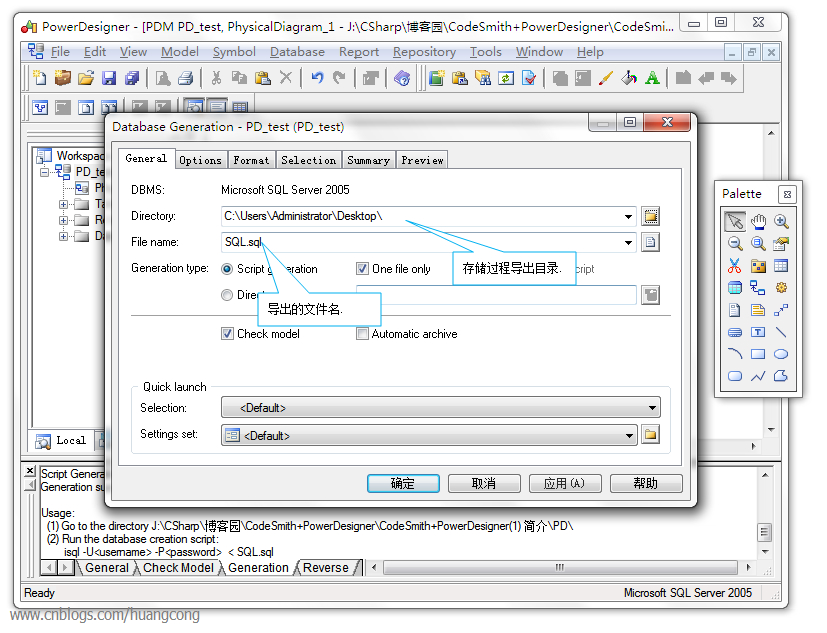 PowerDesigner - [PDM PD_test, PhysicalDiagram_1 - J:\CSharp\博客园\CodeSmith+PowerDesigner\CodeSmi...
File Edit View Model Symbol Database Report Repository Tools Window Help
Database Generation - PD_test (PD_test)
General Options Format Selection Summary Preview
Workspac
PD_te
Ph
Ta
Re
Da
DBMS: Microsoft SQL Server 2005
Directory: C:\Users\Administrator\Desktop\
File name: SQL.sql
Generation type: Script generation One file only
存储过程导出目录.
cript
Direc
导出的文件名.
Check model Automatic archive
Quick launch
Selection: <Default>
Settings set: <Default>
确定 取消 应用(A) 帮助
Palette
Local
Script Genera
Generation su
Usage:
(1) Go to the directory J:\CSharp\博客园\CodeSmith+PowerDesigner\CodeSmith+PowerDesigner(1) 简介\PD\
(2) Run the database creation script:
isql -U<username> -P<password> < SQL.sql
General Check Model Generation Reverse
Ready Microsoft SQL Server 2005
www.cnblogs.com/huangcong